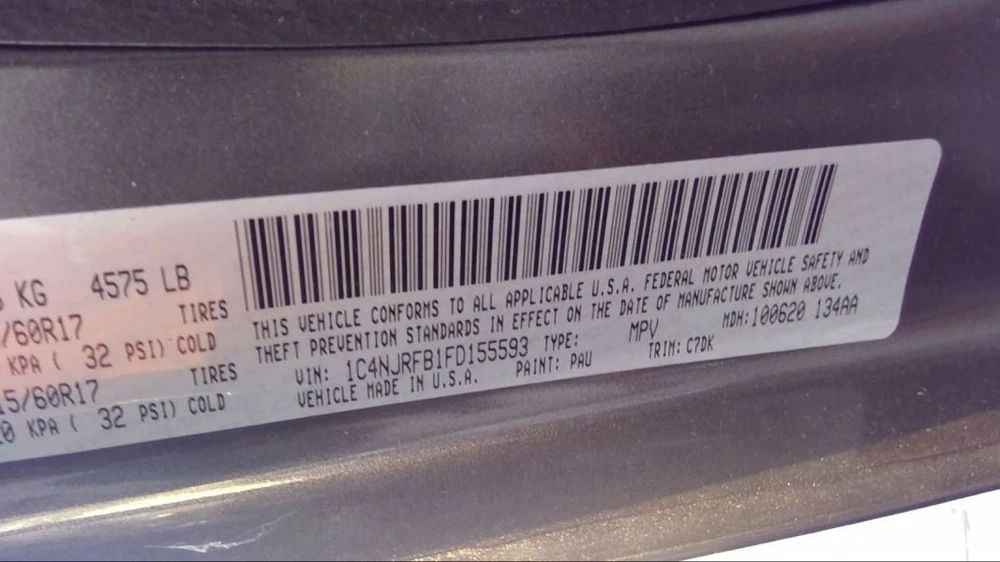 KG 4575 LB
/60R17 TIRES
KPA ( 32 PSI) COLD
15/60R17 TIRES
0 KPA ( 32 PSI) COLD
THIS VEHICLE CONFORMS TO ALL APPLICABLE U.S.A. FEDERAL MOTOR VEHICLE SAFETY AND
THEFT PREVENTION STANDARDS IN EFFECT ON THE DATE OF MANUFACTURE SHOWN ABOVE.
VIN: 1C4NJRFB1FD155593 TYPE: MPV MDH:100620 134AA
VEHICLE MADE IN U.S.A. PAINT: PAU TRIM: C7DK